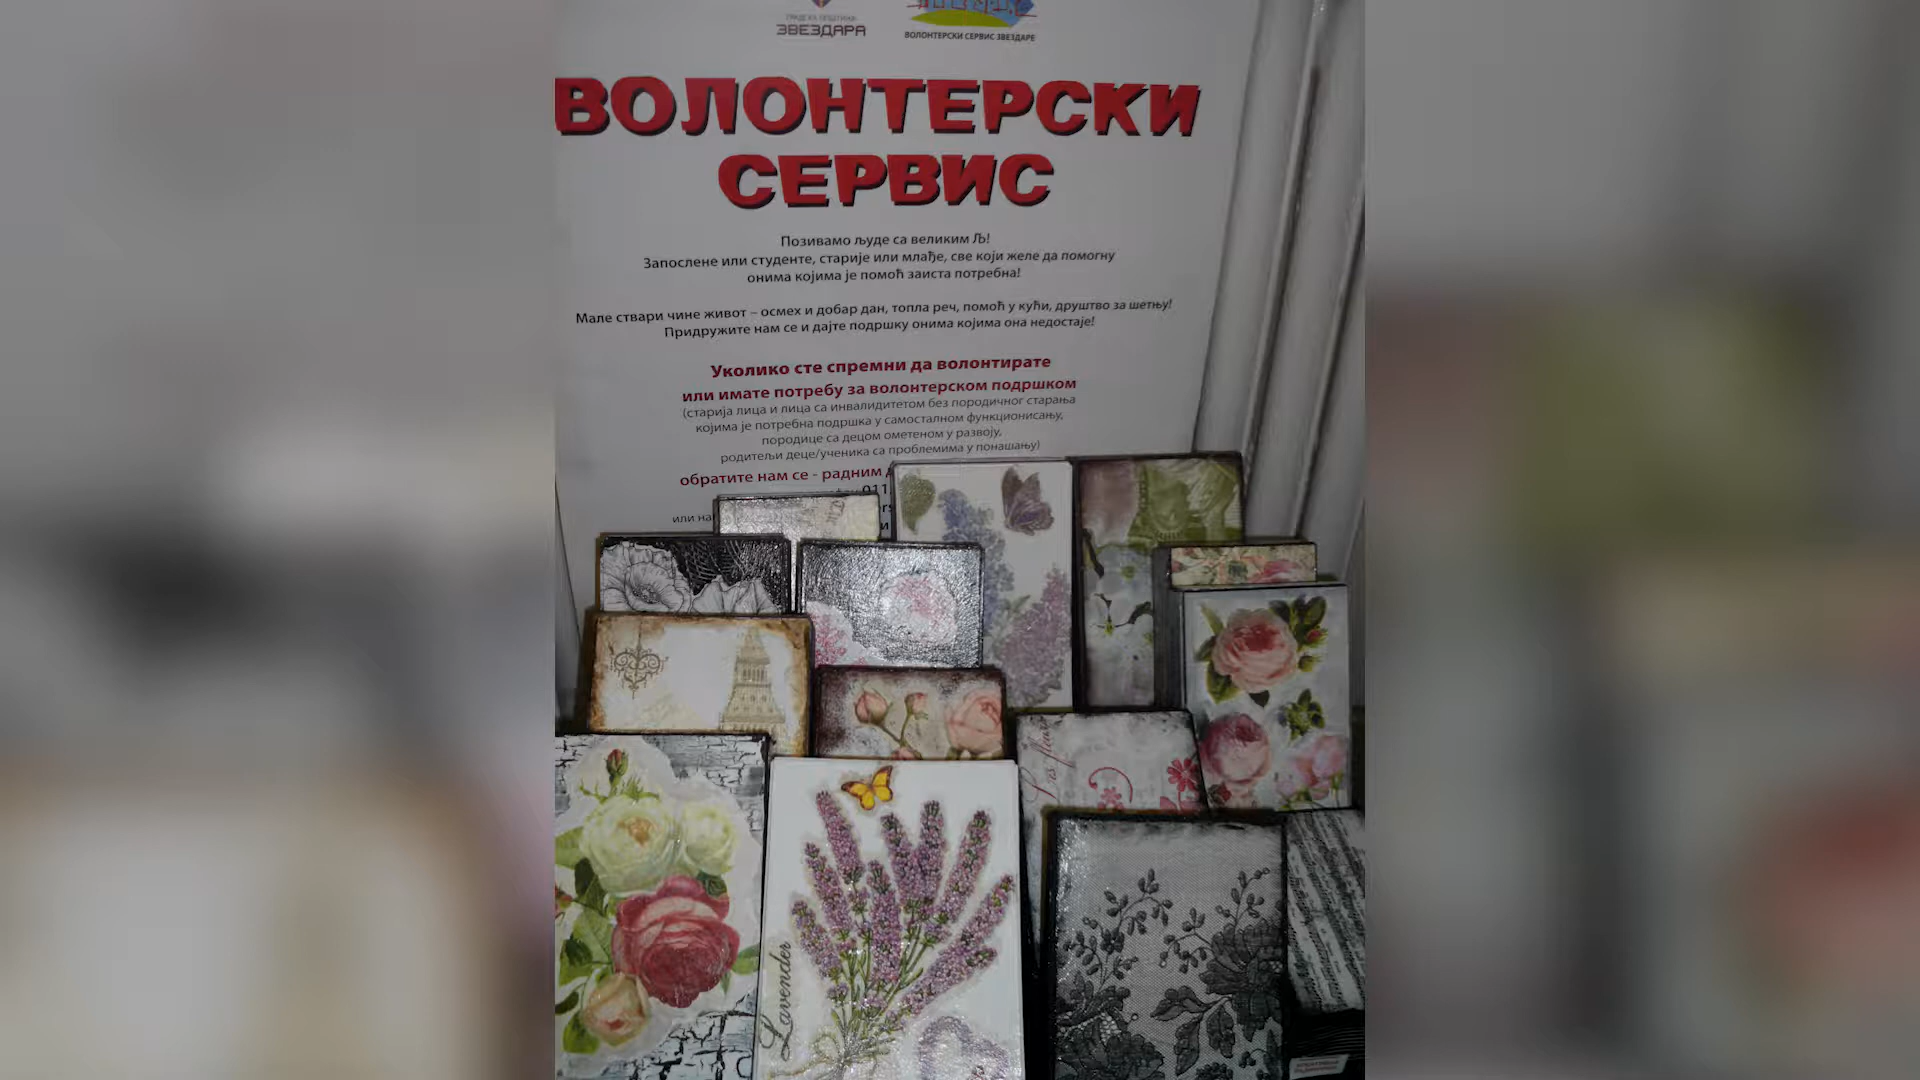 ГРАДСКА ОПШТИНА
ЗВЕЗДАРА
ВОЛОНТЕРСКИ СЕРВИС ЗВЕЗДАРЕ
ВОЛОНТЕРСКИ
СЕРВИС
Позивамо људе са великим Љ!
Запослене или студенте, старије или млађе, све који желе да помогну
онима којима је помоћ заиста потребна!
Мале ствари чине живот – осмех и добар дан, топла реч, помоћ у кући, друштво за шетњу!
Придружите нам се и дајте подршку онима којима она недостаје!
Уколико сте спремни да волонтирате
или имате потребу за волонтерском подршком
(старија лица и лица са инвалидитетом без породичног старања
којима је потребна подршка у самосталном функционисању,
породице са децом ометеном у развоју,
родитељи деце/ученика са проблемима у понашању)
обратите нам се - радним
011
или
Lavender